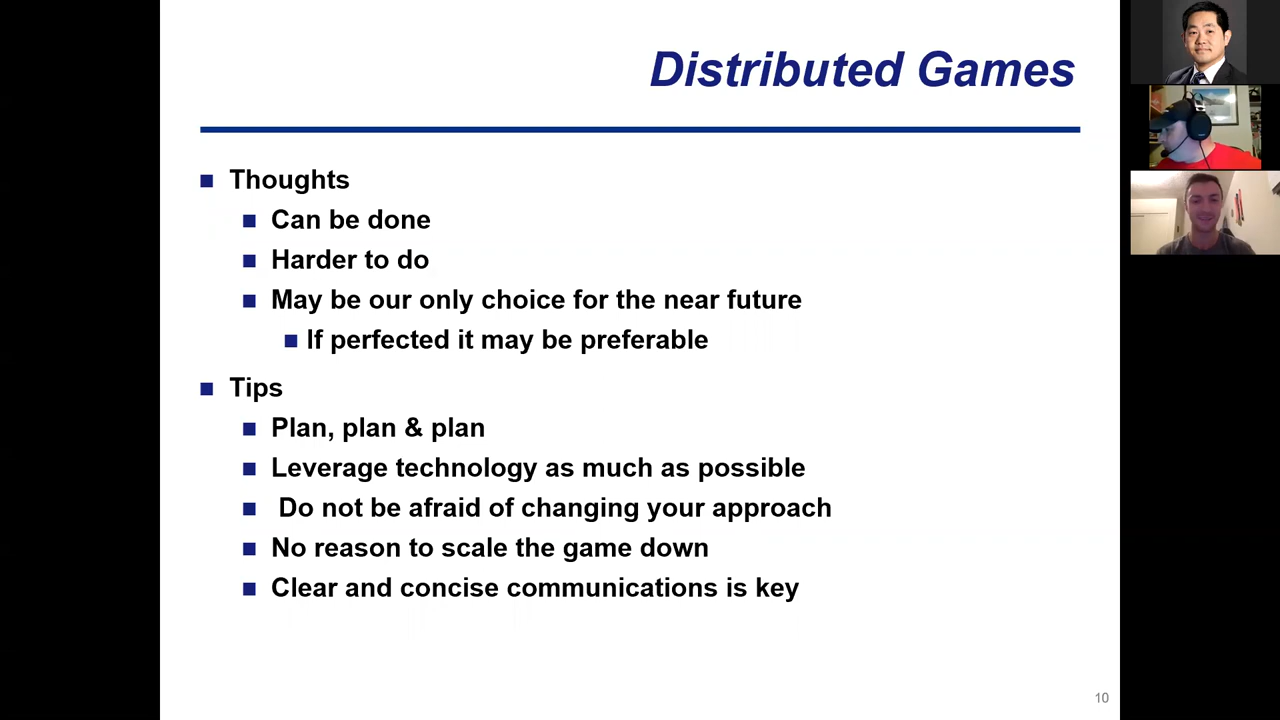 Distributed Games
Thoughts
Can be done
Harder to do
May be our only choice for the near future
If perfected it may be preferable
Tips
Plan, plan & plan
Leverage technology as much as possible
Do not be afraid of changing your approach
No reason to scale the game down
Clear and concise communications is key
10